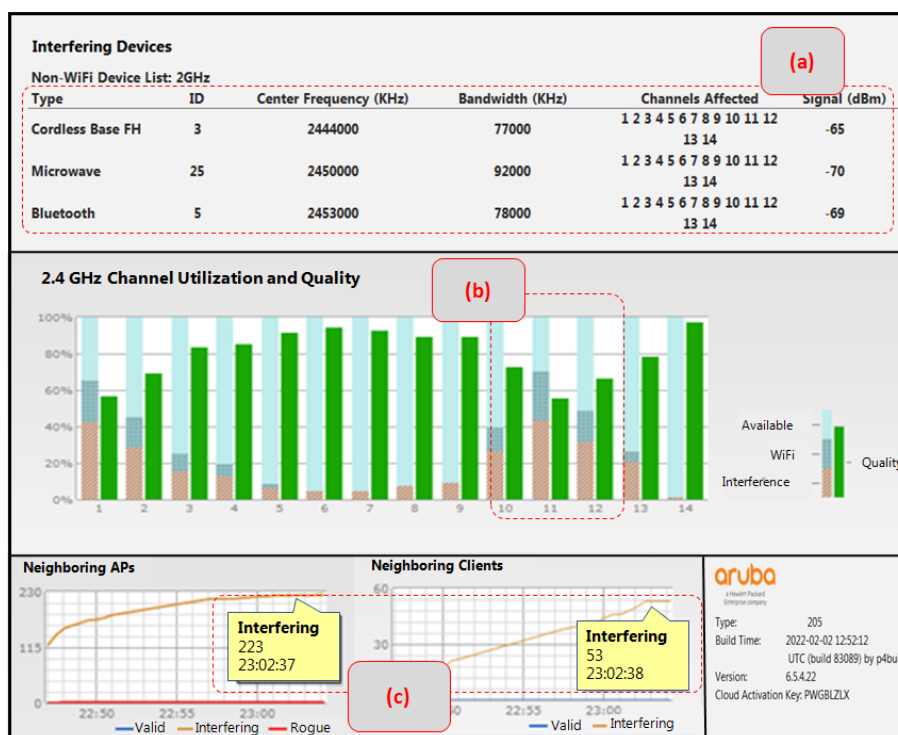 Interfering Devices
(a)
Non-WiFi Device List: 2GHz
Type ID Center Frequency (KHz) Bandwidth (KHz) Channels Affected Signal (dBm)
Cordless Base FH 3 2444000 77000 1 2 3 4 5 6 7 8 9 10 11 12 -65
13 14
Microwave 25 2450000 92000 1 2 3 4 5 6 7 8 9 10 11 12 -70
13 14
Bluetooth 5 2453000 78000 1 2 3 4 5 6 7 8 9 10 11 12 -69
13 14
2.4 GHz Channel Utilization and Quality
(b)
100%
80%
60%
40%
20%
0%
1 2 3 4 5 6 7 8 9 10 11 12 13 14
Available
WiFi
Interference
Quality
Neighboring APs
230
115
0
Interfering
223
23:02:37
22:50 22:55 23:00
Valid Interfering Rogue
(c)
Neighboring Clients
60
30
Interfering
53
23:02:38
50 22:55 23:00
Valid Interfering
aruba
a Hewlett Packard
Enterprise company
Type: 205
Build Time: 2022-02-02 12:52:12
UTC (build 83089) by p4bu
Version: 6.5.4.22
Cloud Activation Key: PWGBLZLX